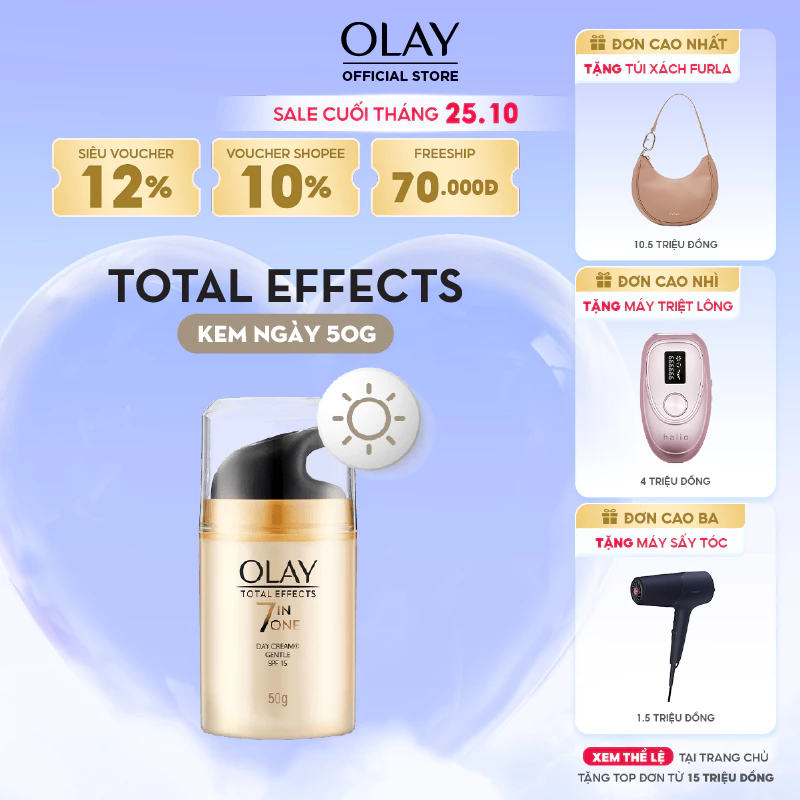 OLAY
OFFICIAL STORE
SALE CUỐI THÁNG 25.10
SIÊU VOUCHER
12%
VOUCHER SHOPEE
10%
FREESHIP
70.000Đ
TOTAL EFFECTS
KEM NGÀY 50G
OLAY
TOTAL EFFECTS
7 IN
ONE
DAY CREAM
GENTLE
SPF 15
50g
ĐƠN CAO NHẤT
TẶNG TÚI XÁCH FURLA
10.5 TRIỆU ĐỒNG
ĐƠN CAO NHÌ
TẶNG MÁY TRIỆT LÔNG
halio
4 TRIỆU ĐỒNG
ĐƠN CAO BA
TẶNG MÁY SẤY TÓC
1.5 TRIỆU ĐỒNG
XEM THỂ LỆ TẠI TRANG CHỦ
TẶNG TOP ĐƠN TỪ 15 TRIỆU ĐỒNG